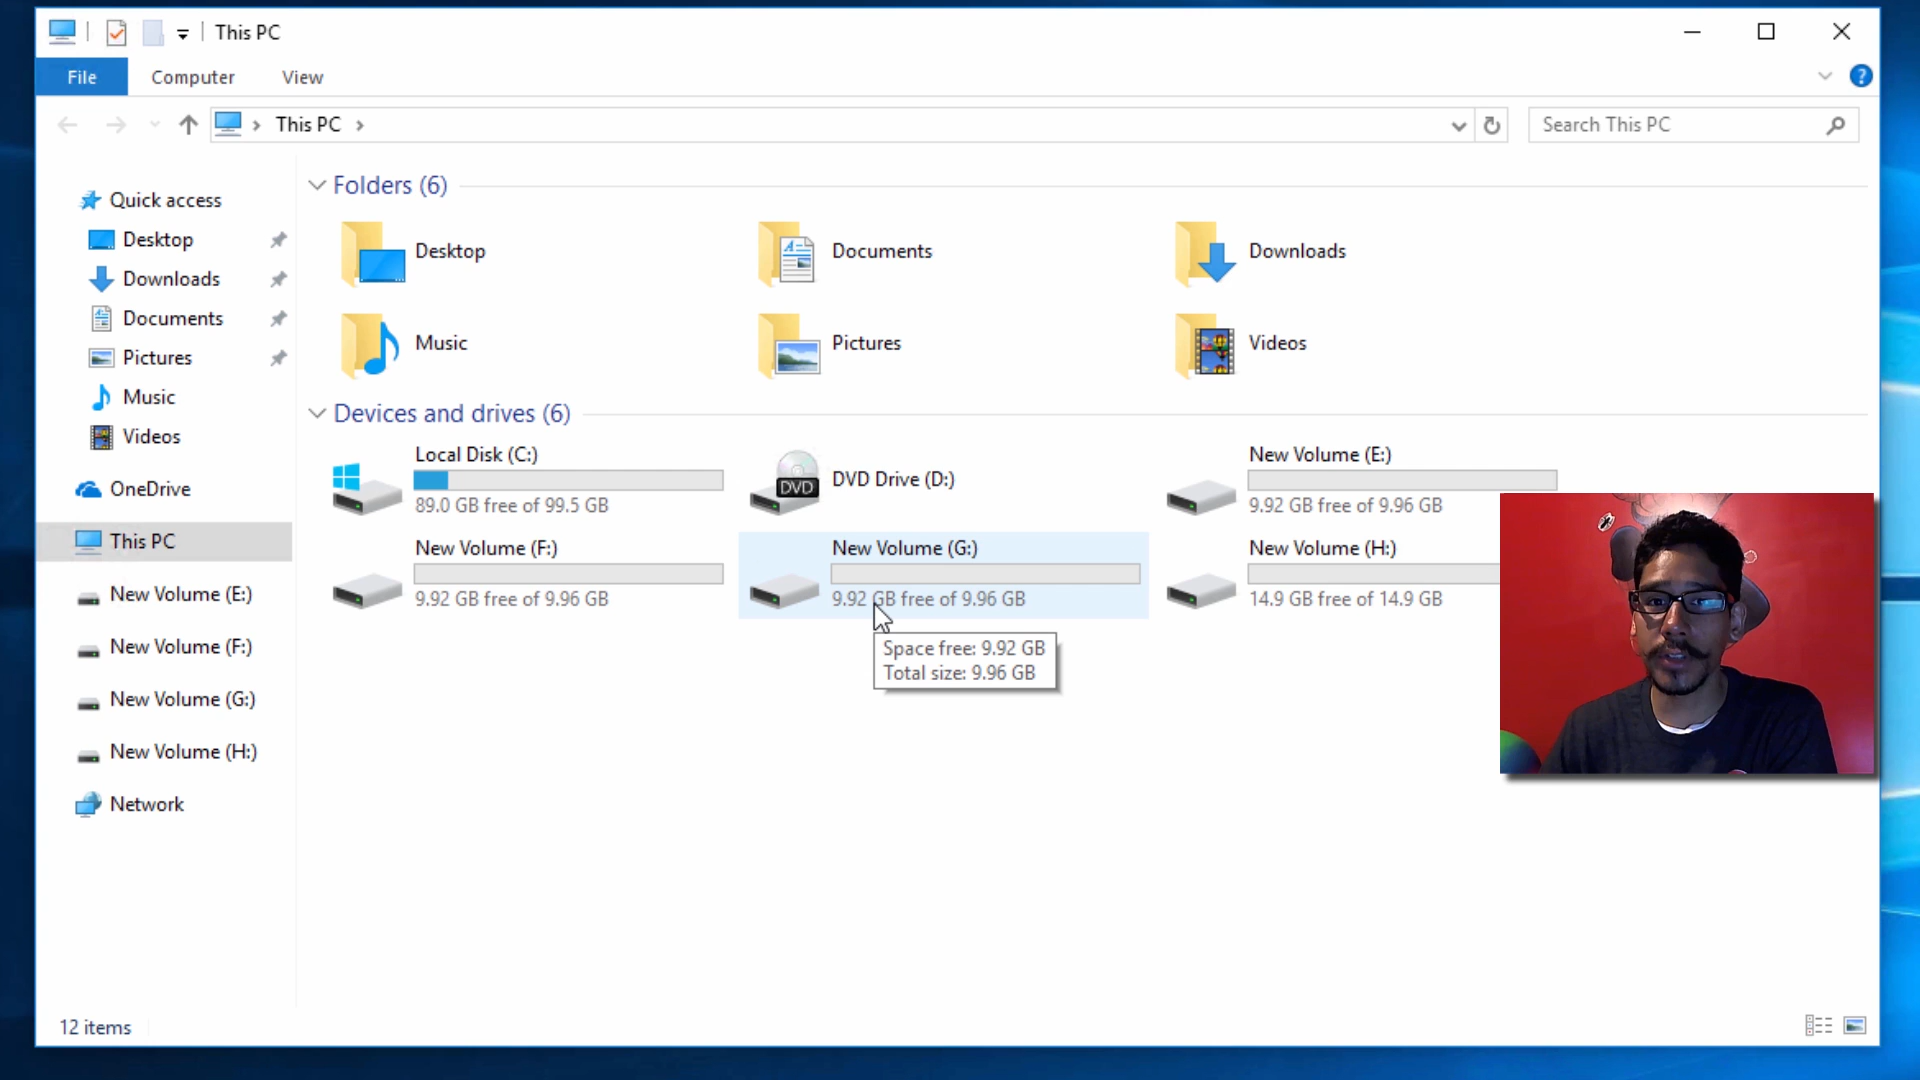 This PC
File Computer View
This PC
Search This PC
Quick access
Desktop
Downloads
Documents
Pictures
Music
Videos
OneDrive
This PC
New Volume (E:)
New Volume (F:)
New Volume (G:)
New Volume (H:)
Network
Folders (6)
Desktop
Documents
Downloads
Music
Pictures
Videos
Devices and drives (6)
Local Disk (C:)
89.0 GB free of 99.5 GB
DVD
DVD Drive (D:)
New Volume (E:)
9.92 GB free of 9.96 GB
New Volume (F:)
9.92 GB free of 9.96 GB
New Volume (G:)
9.92 GB free of 9.96 GB
New Volume (H:)
14.9 GB free of 14.9 GB
Space free: 9.92 GB
Total size: 9.96 GB
12 items